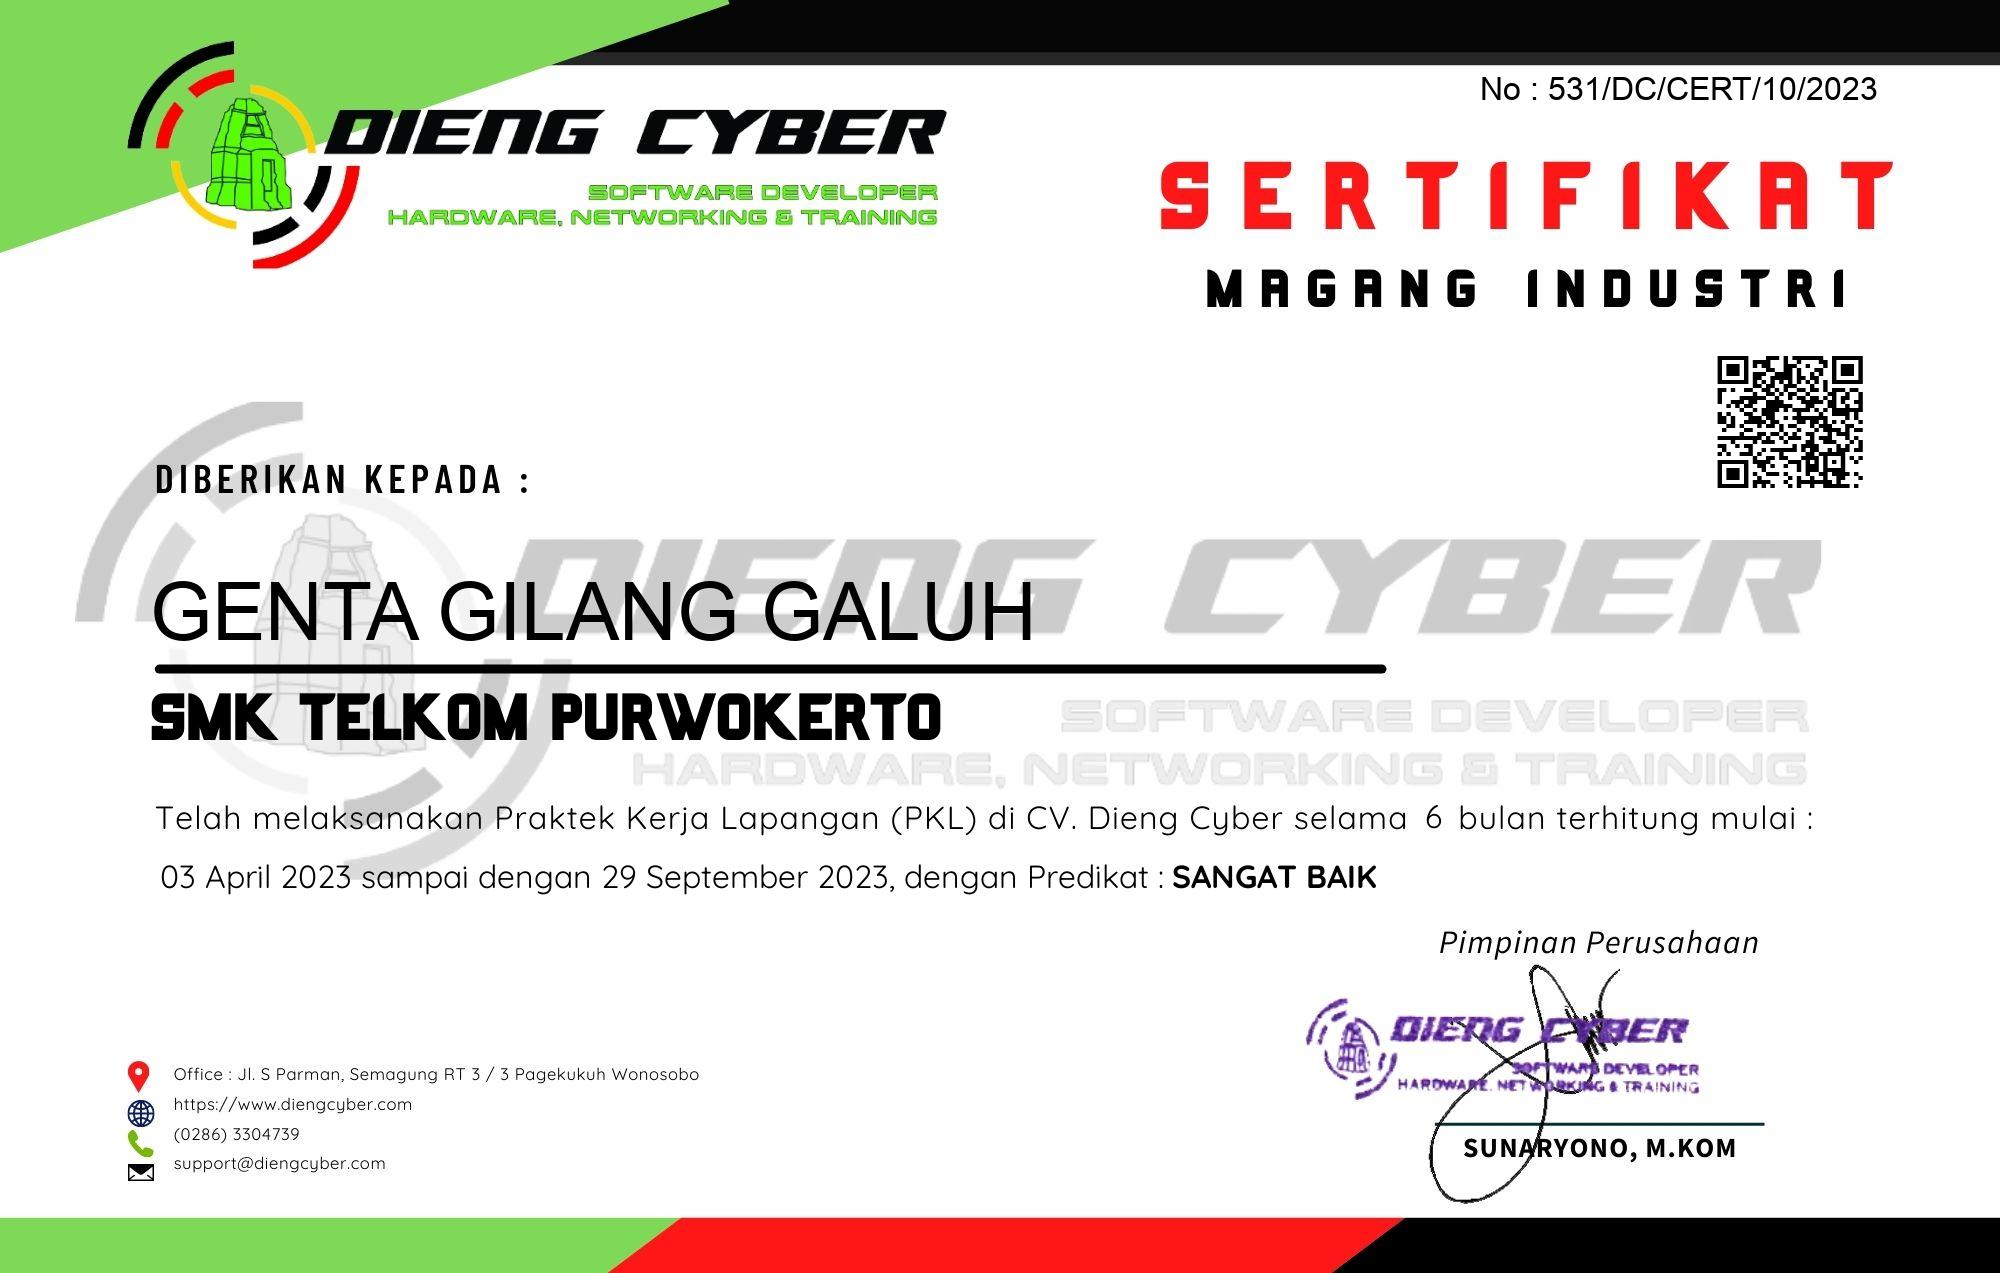 No : 531/DC/CERT/10/2023
DIENG CYBER
SOFTWARE DEVELOPER
HARDWARE, NETWORKING & TRAINING
SERTIFIKAT
MAGANG INDUSTRI
DIBERIKAN KEPADA :
DIENG CYBER
GENTA GILANG GALUH
SMK TELKOM PURWOKERTO
SOFTWARE DEVELOPER
HARDWARE, NETWORKING & TRAINING
Telah melaksanakan Praktek Kerja Lapangan (PKL) di CV. Dieng Cyber selama 6 bulan terhitung mulai :
03 April 2023 sampai dengan 29 September 2023, dengan Predikat : SANGAT BAIK
Pimpinan Perusahaan
DIENG CYBER
SOFTWARE DEVELOPER
HARDWARE, NETWORKING & TRAINING
SUNARYONO, M.KOM
Office : Jl. S Parman, Semagung RT 3 / 3 Pagekukuh Wonosobo
https://www.diengcyber.com
(0286) 3304739
support@diengcyber.com